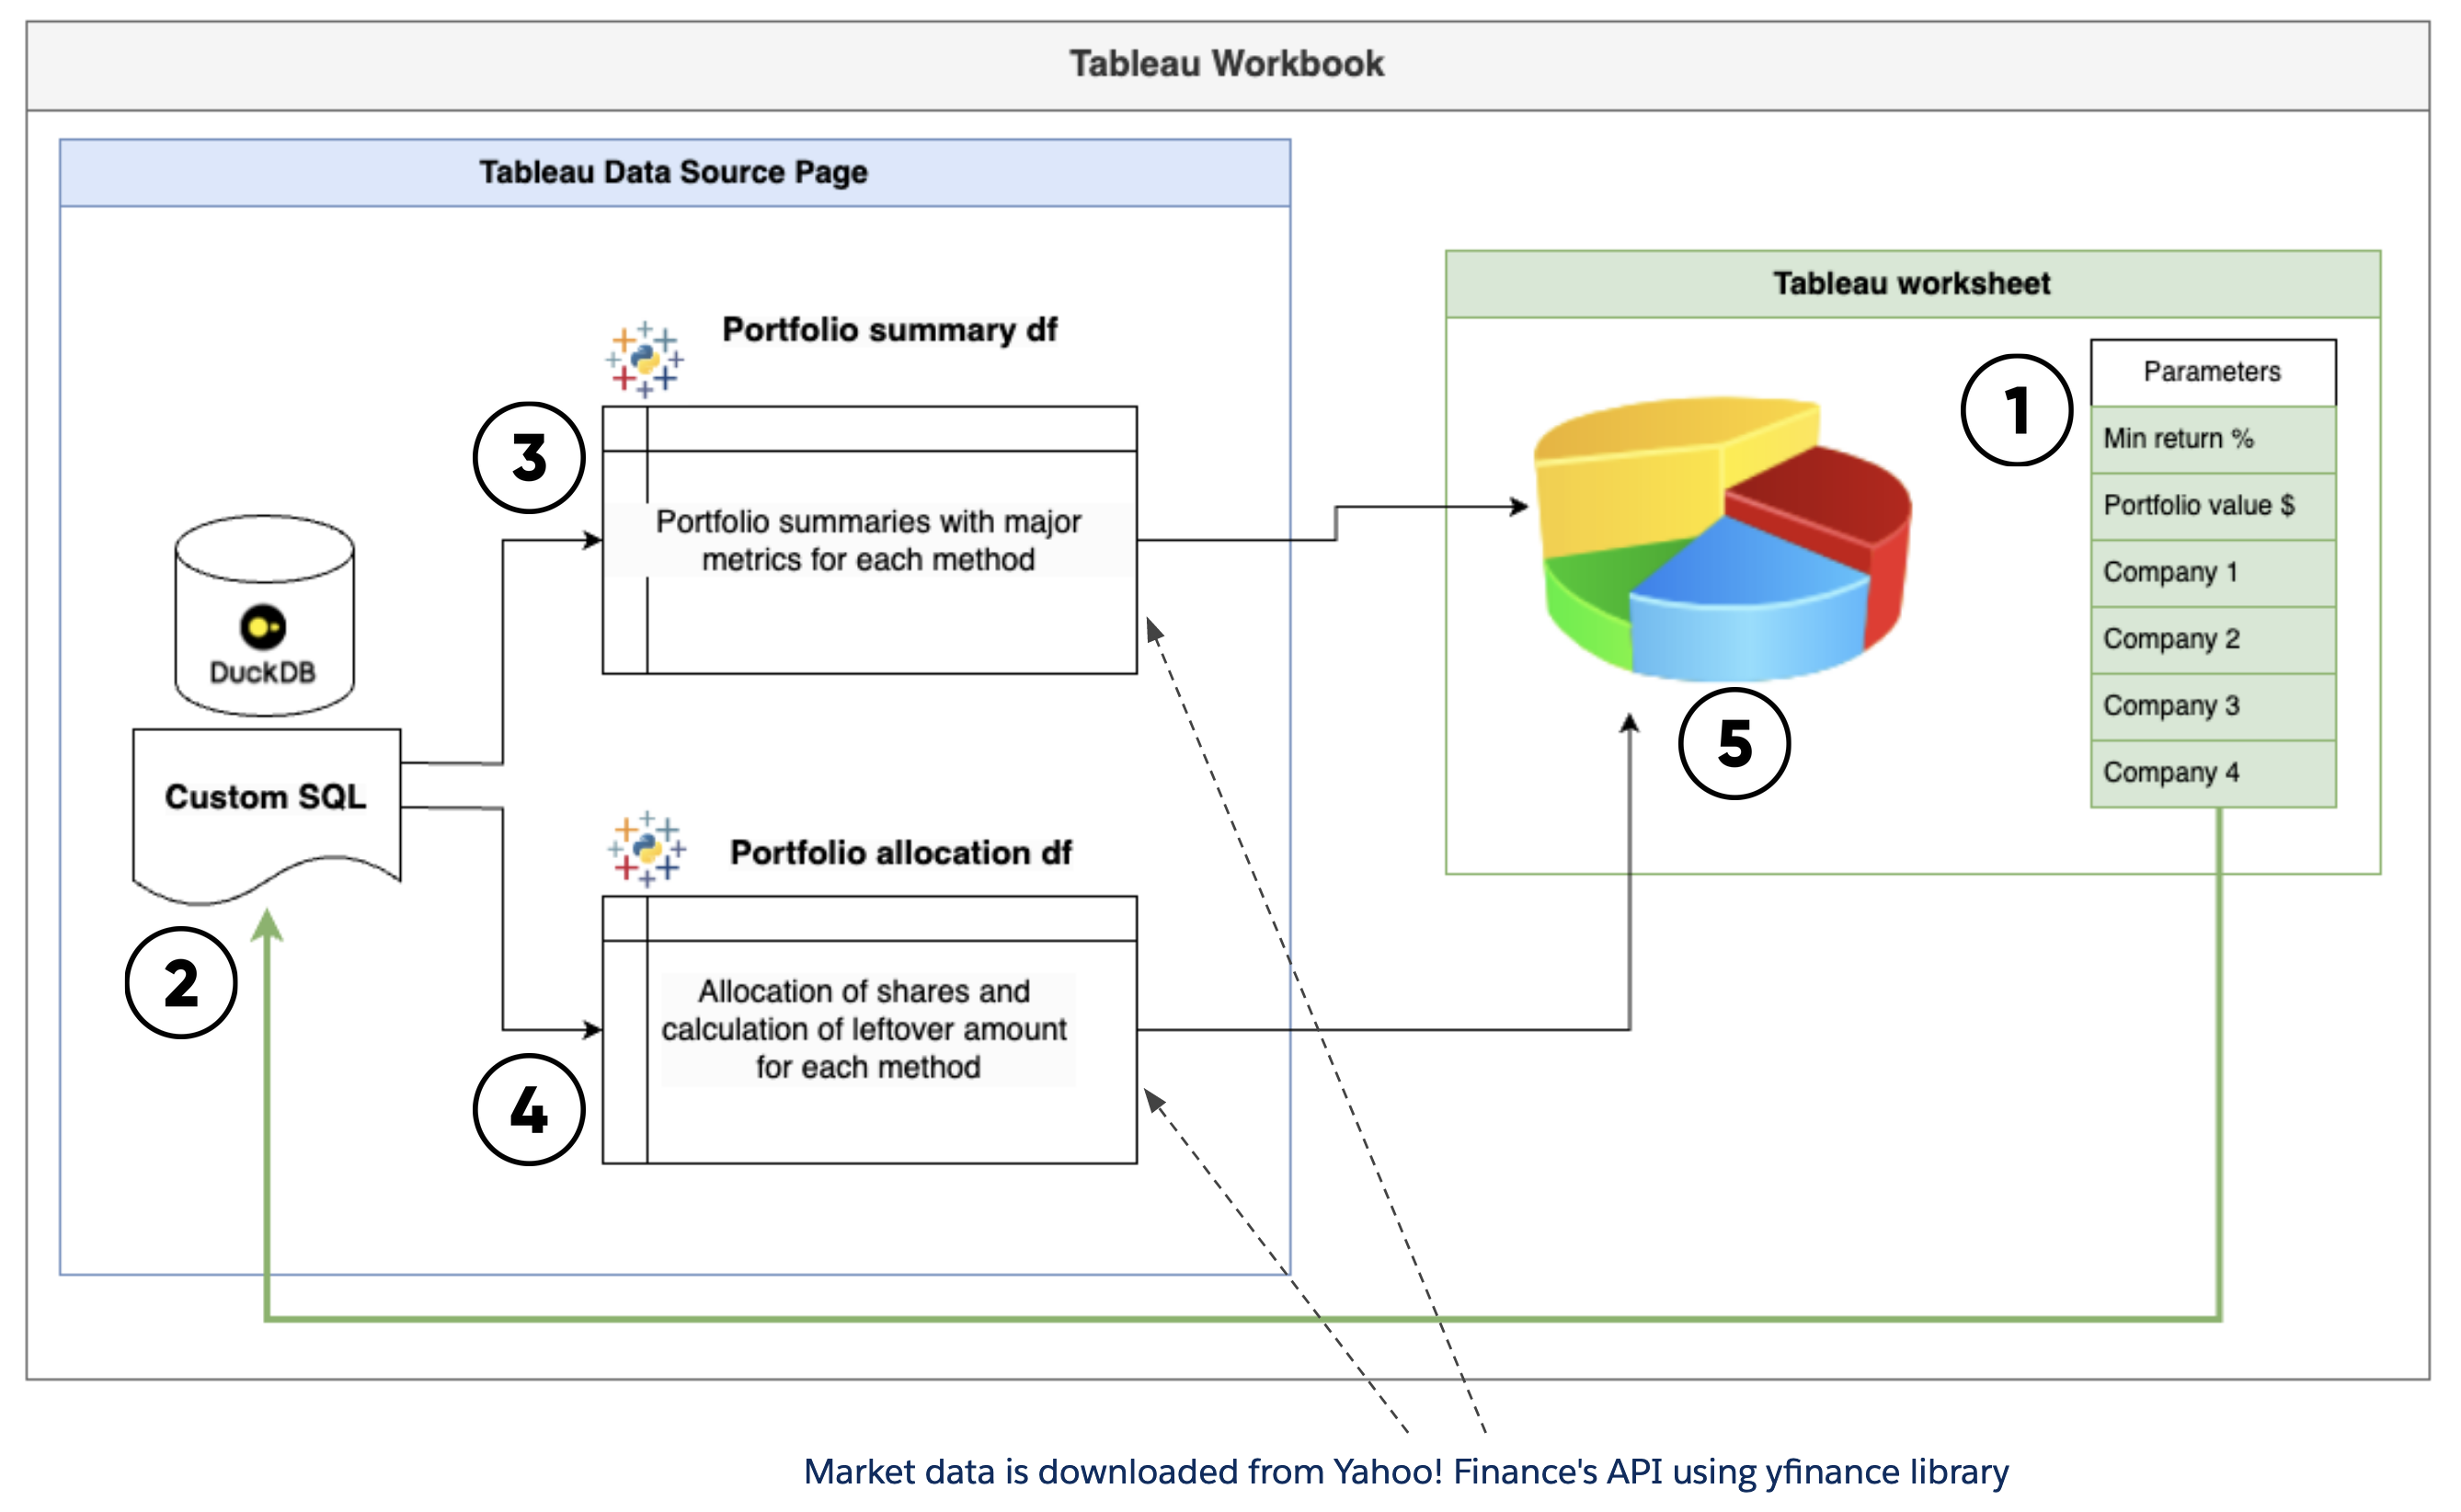 Tableau Workbook
Tableau Data Source Page
Tableau worksheet
Portfolio summary df
1
Parameters
Min return %
Portfolio value $
Company 1
Company 2
Company 3
Company 4
3
Portfolio summaries with major
metrics for each method
DuckDB
5
Custom SQL
Portfolio allocation df
2
Allocation of shares and
calculation of leftover amount
for each method
4
Market data is downloaded from Yahoo! Finance's API using yfinance library